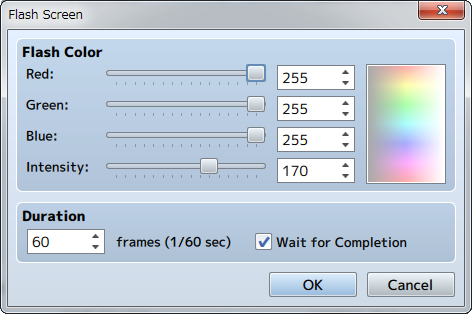 Flash Screen
Flash Color
Red: 255
Green: 255
Blue: 255
Intensity: 170
Duration
60 frames (1/60 sec) Wait for Completion
OK Cancel